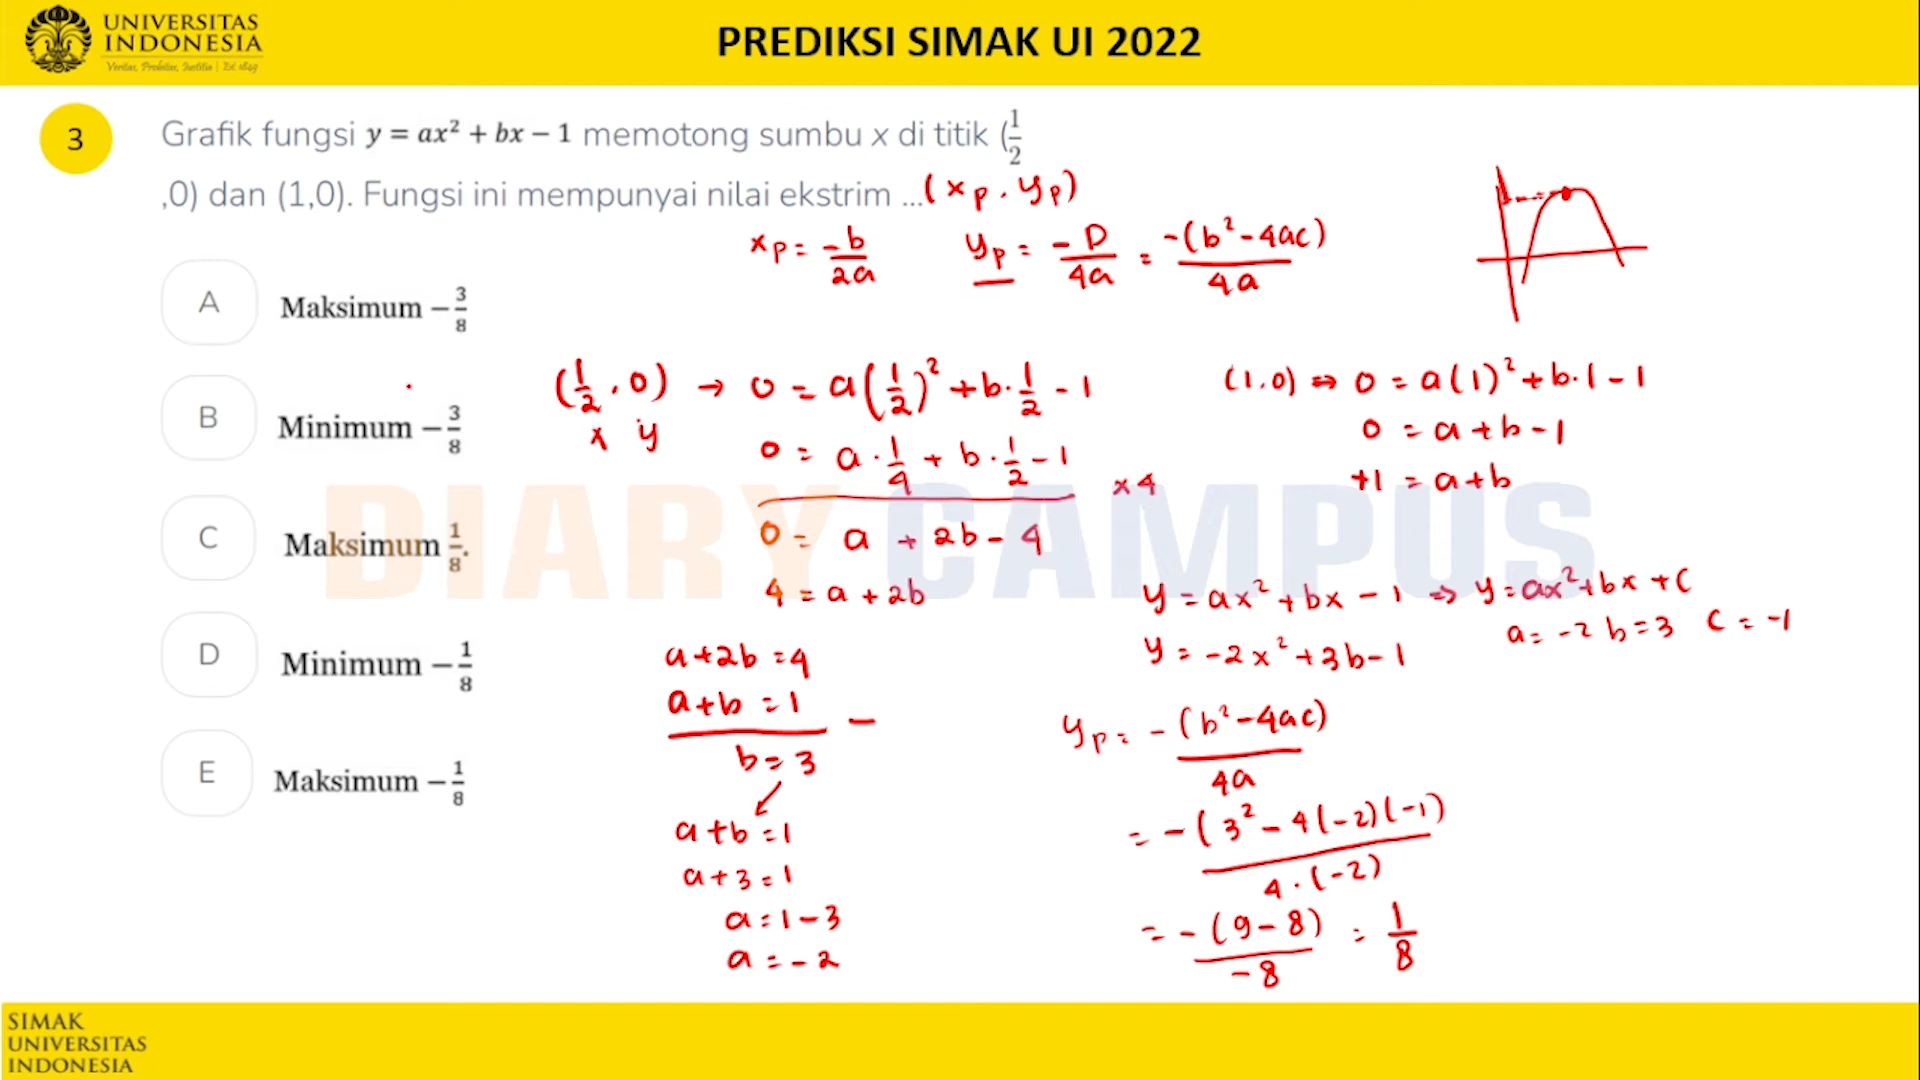 UNIVERSITAS
INDONESIA
Veritas, Probitas, Justitia | Est 1849
PREDIKSI SIMAK UI 2022
3
Grafik fungsi y = ax² + bx − 1 memotong sumbu x di titik (1/2
,0) dan (1,0). Fungsi ini mempunyai nilai ekstrim ... (xp, yp)
xp = -b/2a
yp = -D/4a = -(b²-4ac)/4a
A Maksimum −3/8
B Minimum −3/8
C Maksimum 1/8.
D Minimum −1/8
E Maksimum −1/8
(1/2, 0) → 0 = a(1/2)² + b·1/2 - 1
x y
0 = a·1/4 + b·1/2 - 1
x4
0 = a + 2b - 4
4 = a + 2b
a+2b=4
a+b=1 -
b=3
a+b=1
a+3=1
a=1-3
a=-2
(1,0) ⇒ 0 = a(1)² + b·1 - 1
0 = a+b-1
+1 = a+b
y = ax² + bx - 1 ⇒ y = ax² + bx + C
a=-2 b=3 C=-1
y = -2x² + 3b - 1
yp = -(b²-4ac)/4a
= -(3²-4(-2)(-1)/4·(-2)
= -(9-8)/-8 = 1/8
DIARY CAMPUS
SIMAK
UNIVERSITAS
INDONESIA